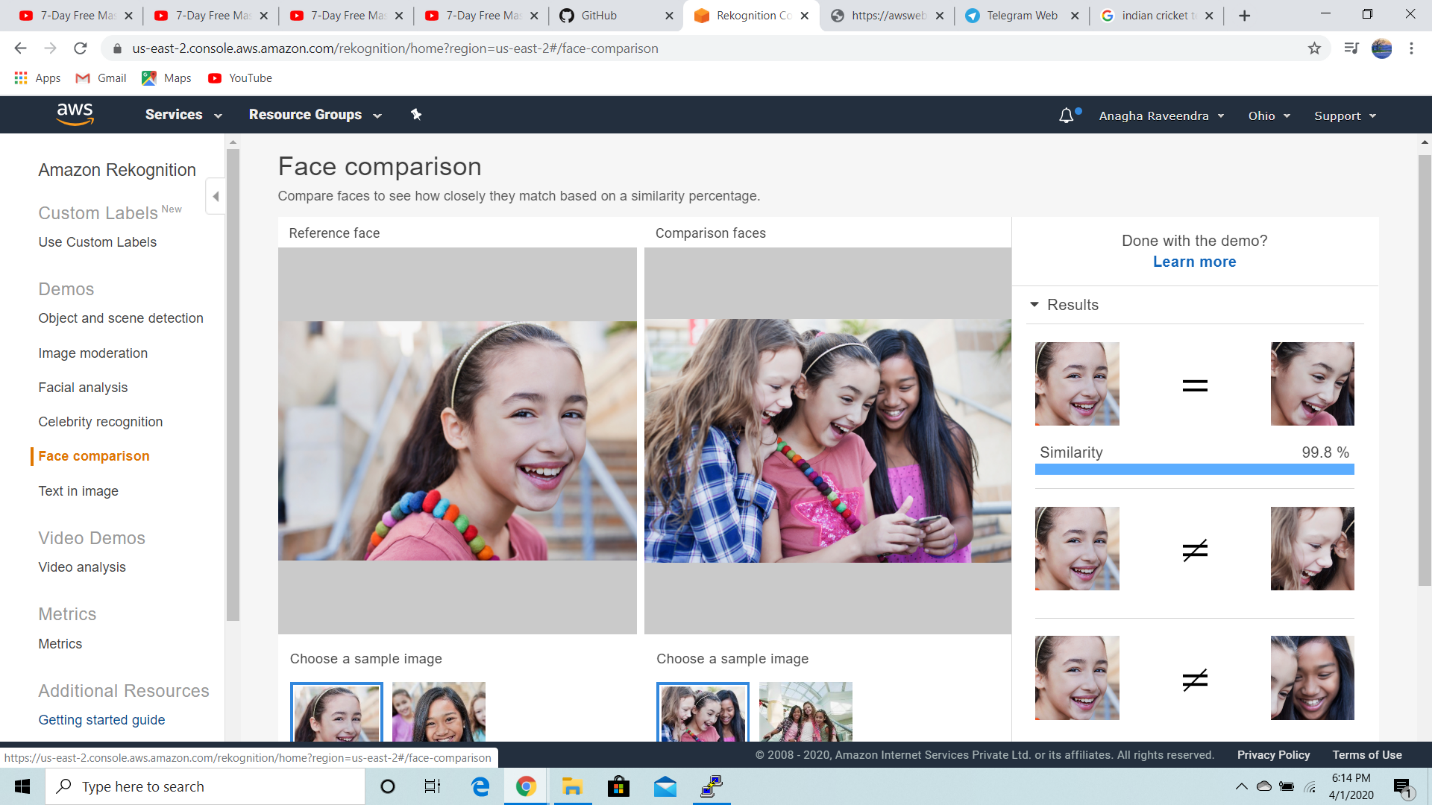 7-Day Free Mas
7-Day Free Mas
7-Day Free Mas
7-Day Free Mas
GitHub
Rekognition Co
https://awsweb
Telegram Web
indian cricket t
us-east-2.console.aws.amazon.com/rekognition/home?region=us-east-2#/face-comparison
Apps
Gmail
Maps
YouTube
aws
Services
Resource Groups
Anagha Raveendra
Ohio
Support
Amazon Rekognition
Custom Labels New
Use Custom Labels
Demos
Object and scene detection
Image moderation
Facial analysis
Celebrity recognition
Face comparison
Text in image
Video Demos
Video analysis
Metrics
Metrics
Additional Resources
Getting started guide
Face comparison
Compare faces to see how closely they match based on a similarity percentage.
Reference face
Comparison faces
Choose a sample image
Choose a sample image
Done with the demo?
Learn more
Results
=
Similarity 99.8 %
≠
≠
https://us-east-2.console.aws.amazon.com/rekognition/home?region=us-east-2#/face-comparison
© 2008 - 2020, Amazon Internet Services Private Ltd. or its affiliates. All rights reserved.
Privacy Policy
Terms of Use
Type here to search
6:14 PM
4/1/2020
1